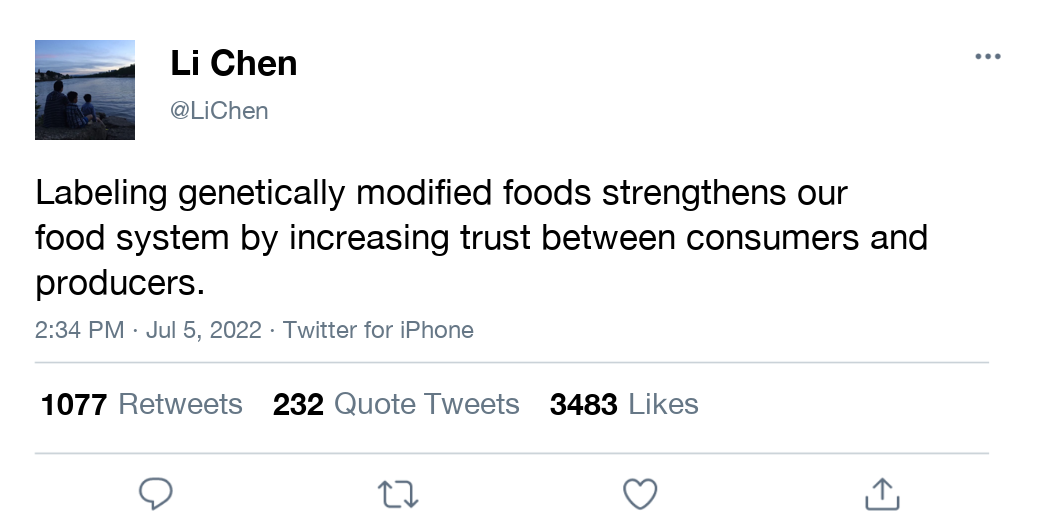 Li Chen
@LiChen
Labeling genetically modified foods strengthens our
food system by increasing trust between consumers and
producers.
2:34 PM · Jul 5, 2022 · Twitter for iPhone
1077 Retweets 232 Quote Tweets 3483 Likes